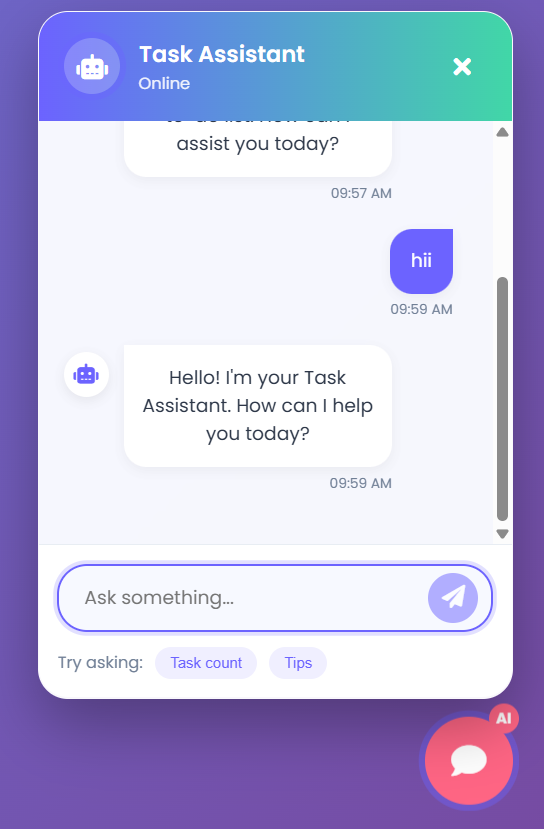 Task Assistant
Online
assist you today?
09:57 AM
hii
09:59 AM
Hello! I'm your Task
Assistant. How can I help
you today?
09:59 AM
Ask something...
Try asking: Task count Tips
AI